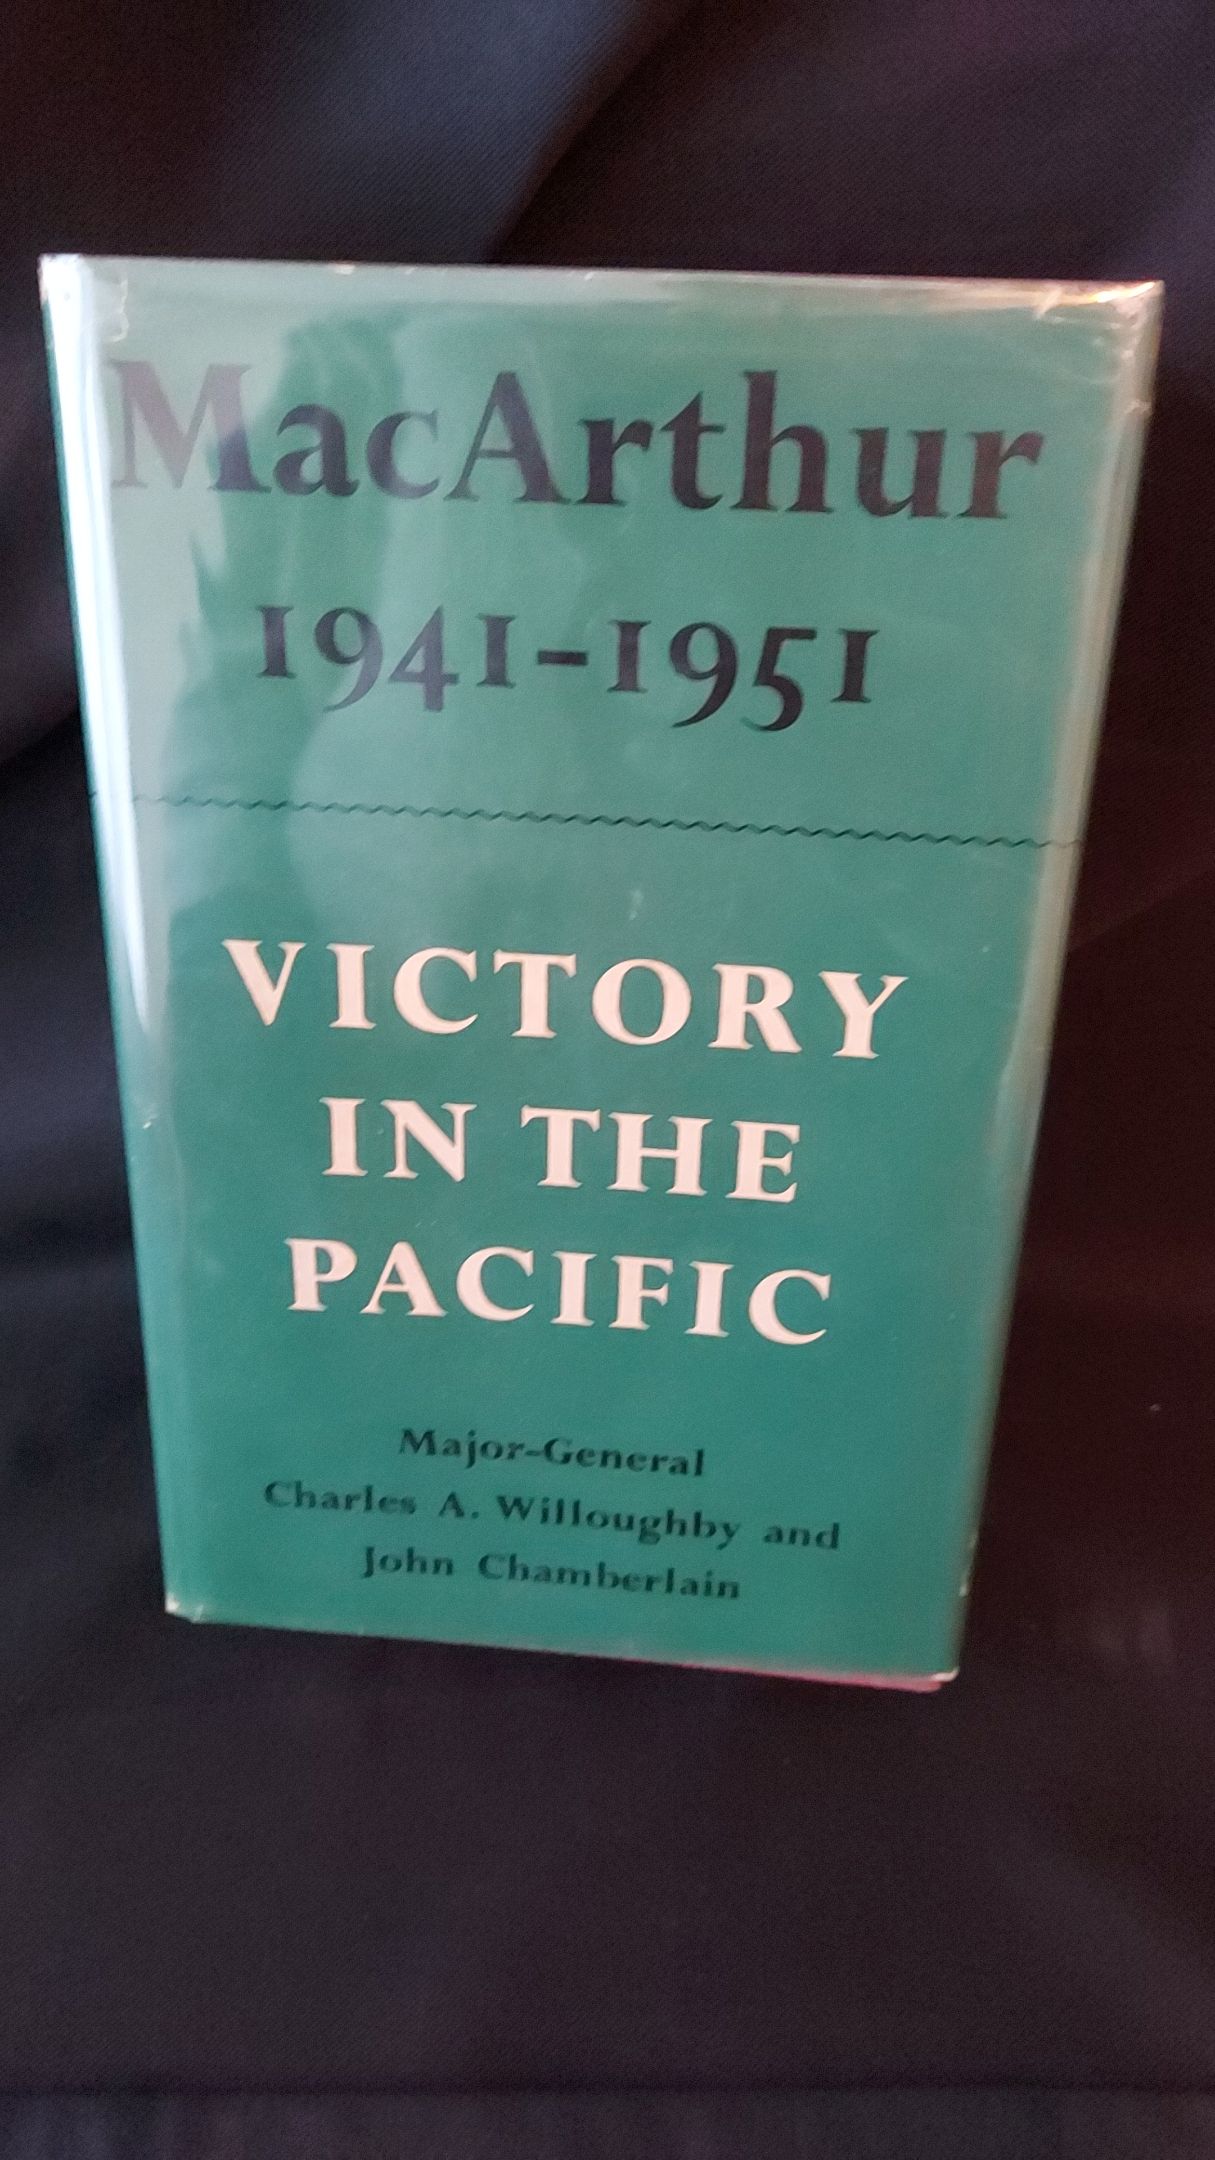 MacArthur
1941-1951
VICTORY
IN THE
PACIFIC
Major-General
Charles A. Willoughby and
John Chamberlain